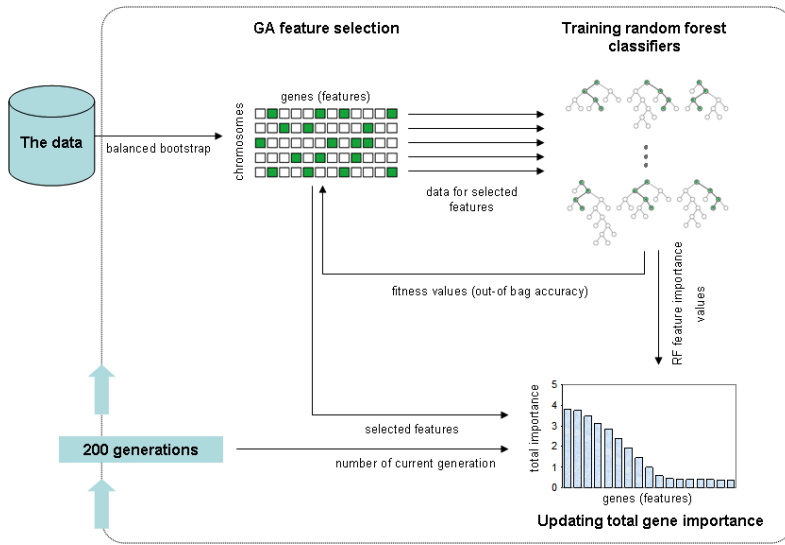 GA feature selection
Training random forest
classifiers
genes (features)
chromosomes
The data
balanced bootstrap
data for selected
features
fitness values (out-of bag accuracy)
RF feature importance
values
selected features
200 generations
number of current generation
total importance
5
4
3
2
1
0
genes (features)
Updating total gene importance